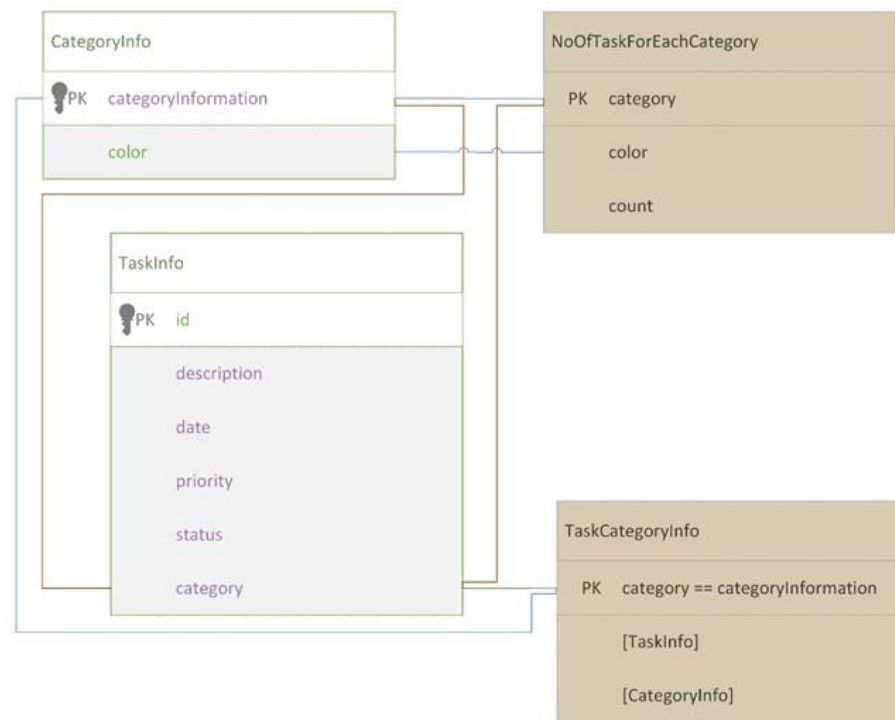 CategoryInfo
PK categoryInformation
color
NoOfTaskForEachCategory
PK category
color
count
TaskInfo
PK id
description
date
priority
status
category
TaskCategoryInfo
PK category == categoryInformation
[TaskInfo]
[CategoryInfo]